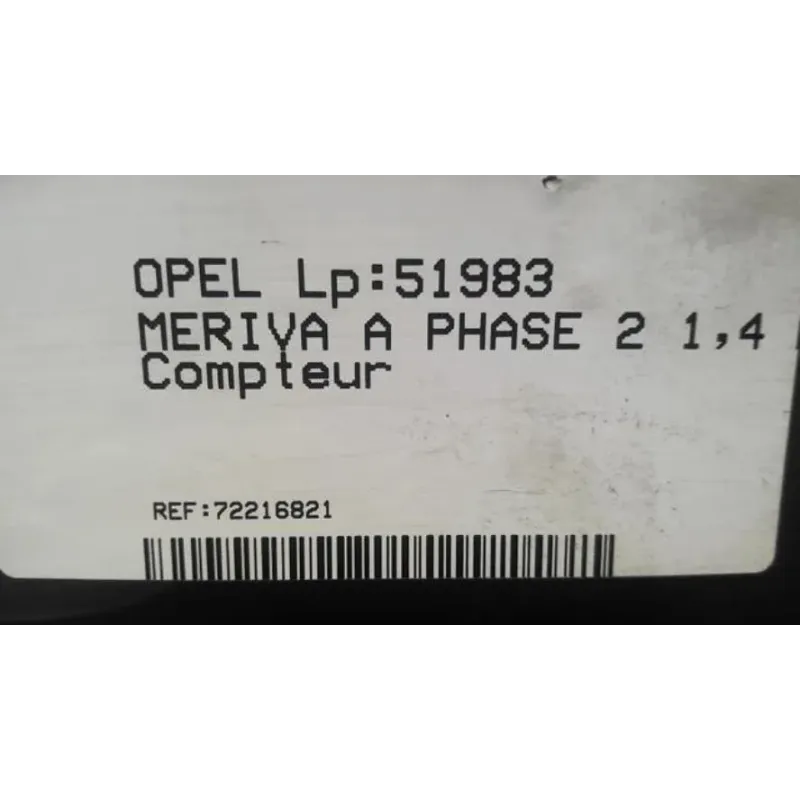 OPEL Lp:51983
MERIVA A PHASE 2 1,4
Compteur
REF:72216821